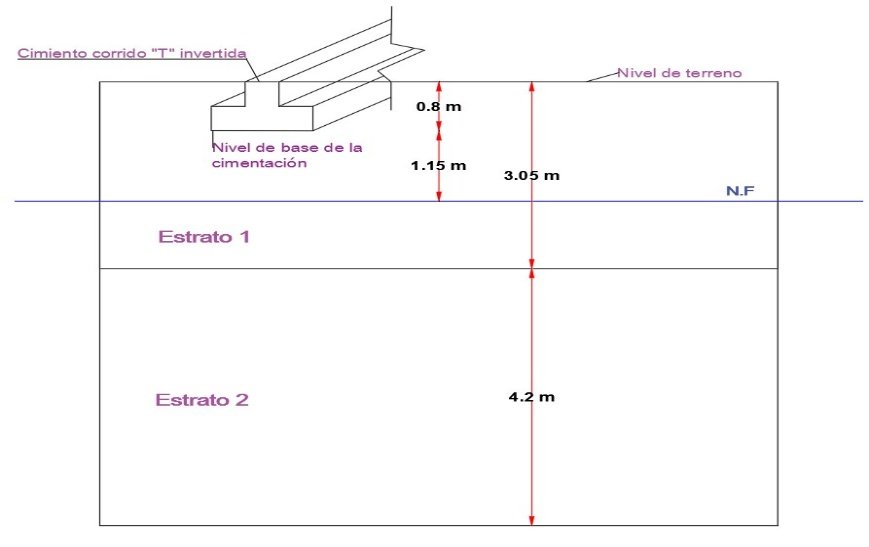 Cimiento corrido "T" invertida
Nivel de terreno
0.8 m
Nivel de base de la
cimentación
1.15 m
3.05 m
N.F
Estrato 1
Estrato 2
4.2 m